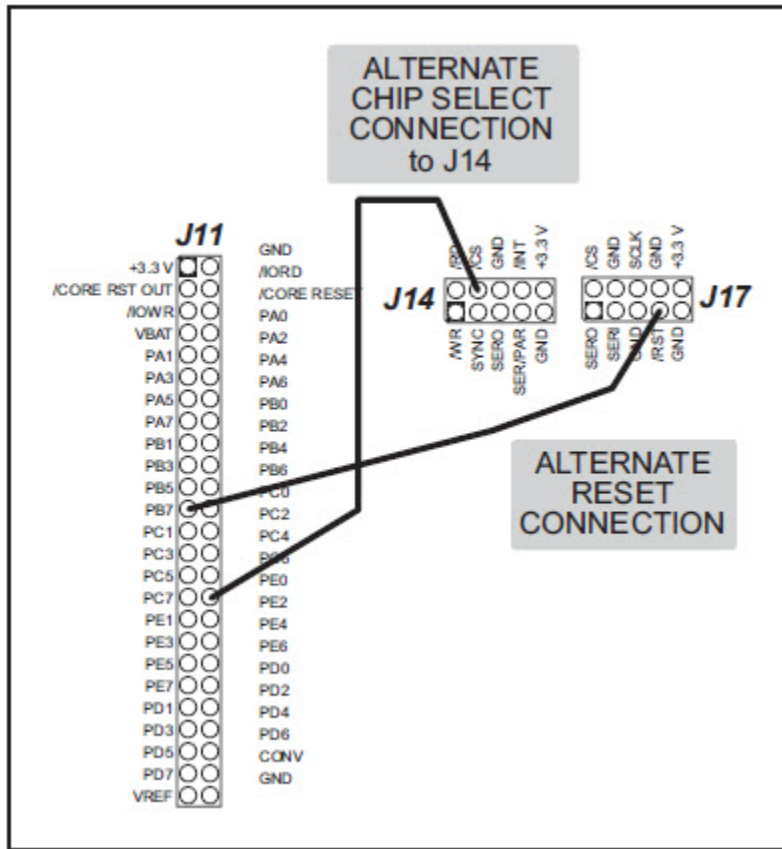 ALTERNATE
CHIP SELECT
CONNECTION
to J14
J11
+3.3 V
/CORE RST OUT
/IOWR
VBAT
PA1
PA3
PA5
PA7
PB1
PB3
PB5
PB7
PC1
PC3
PC5
PC7
PE1
PE3
PE5
PE7
PD1
PD3
PD5
PD7
VREF
GND
/IORD
/CORE RESET
PA0
PA2
PA4
PA6
PB0
PB2
PB4
PB6
PC0
PC2
PC4
PC6
PE0
PE2
PE4
PE6
PD0
PD2
PD4
PD6
CONV
GND
J14
/RD
/CS
GND
/INT
+3.3 V
/WR
SYNC
SERO
SER/PAR
GND
/CS
GND
SCLK
GND
+3.3 V
J17
SERO
SERI
GND
/RST
GND
ALTERNATE
RESET
CONNECTION